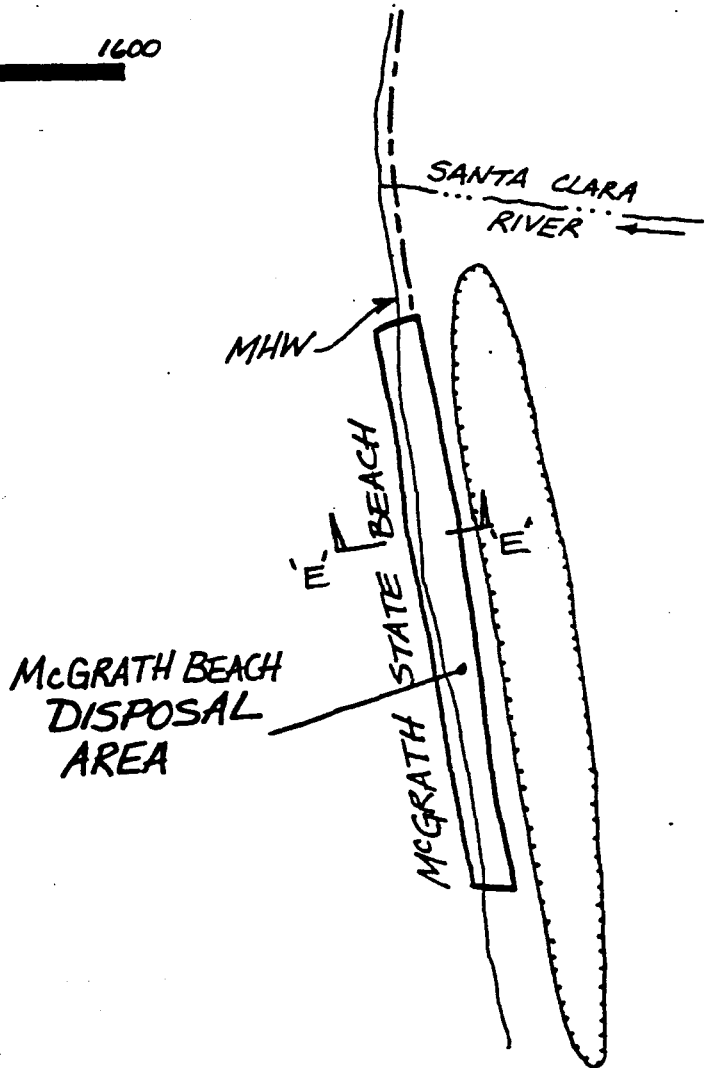 1600
SANTA CLARA
RIVER
MHW
McGRATH STATE BEACH
'E'
'E'
McGRATH BEACH
DISPOSAL
AREA